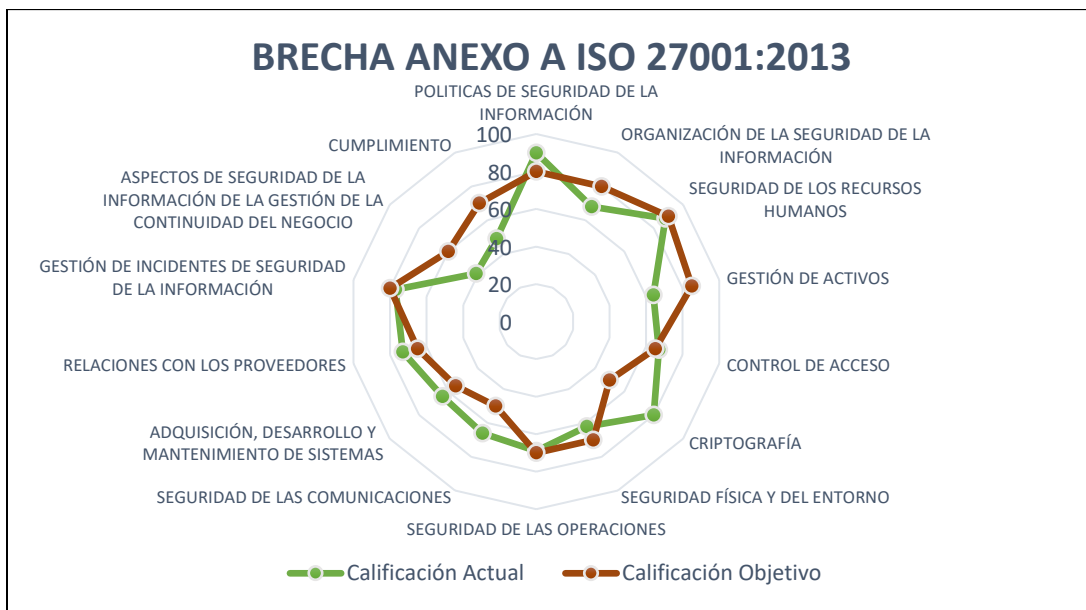 BRECHA ANEXO A ISO 27001:2013
POLITICAS DE SEGURIDAD DE LA
INFORMACIÓN
ORGANIZACIÓN DE LA SEGURIDAD DE LA
INFORMACIÓN
SEGURIDAD DE LOS RECURSOS
HUMANOS
GESTIÓN DE ACTIVOS
CONTROL DE ACCESO
CRIPTOGRAFÍA
SEGURIDAD FÍSICA Y DEL ENTORNO
SEGURIDAD DE LAS OPERACIONES
SEGURIDAD DE LAS COMUNICACIONES
ADQUISICIÓN, DESARROLLO Y
MANTENIMIENTO DE SISTEMAS
RELACIONES CON LOS PROVEEDORES
GESTIÓN DE INCIDENTES DE SEGURIDAD
DE LA INFORMACIÓN
ASPECTOS DE SEGURIDAD DE LA
INFORMACIÓN DE LA GESTIÓN DE LA
CONTINUIDAD DEL NEGOCIO
CUMPLIMIENTO
100
80
60
40
20
0
Calificación Actual
Calificación Objetivo